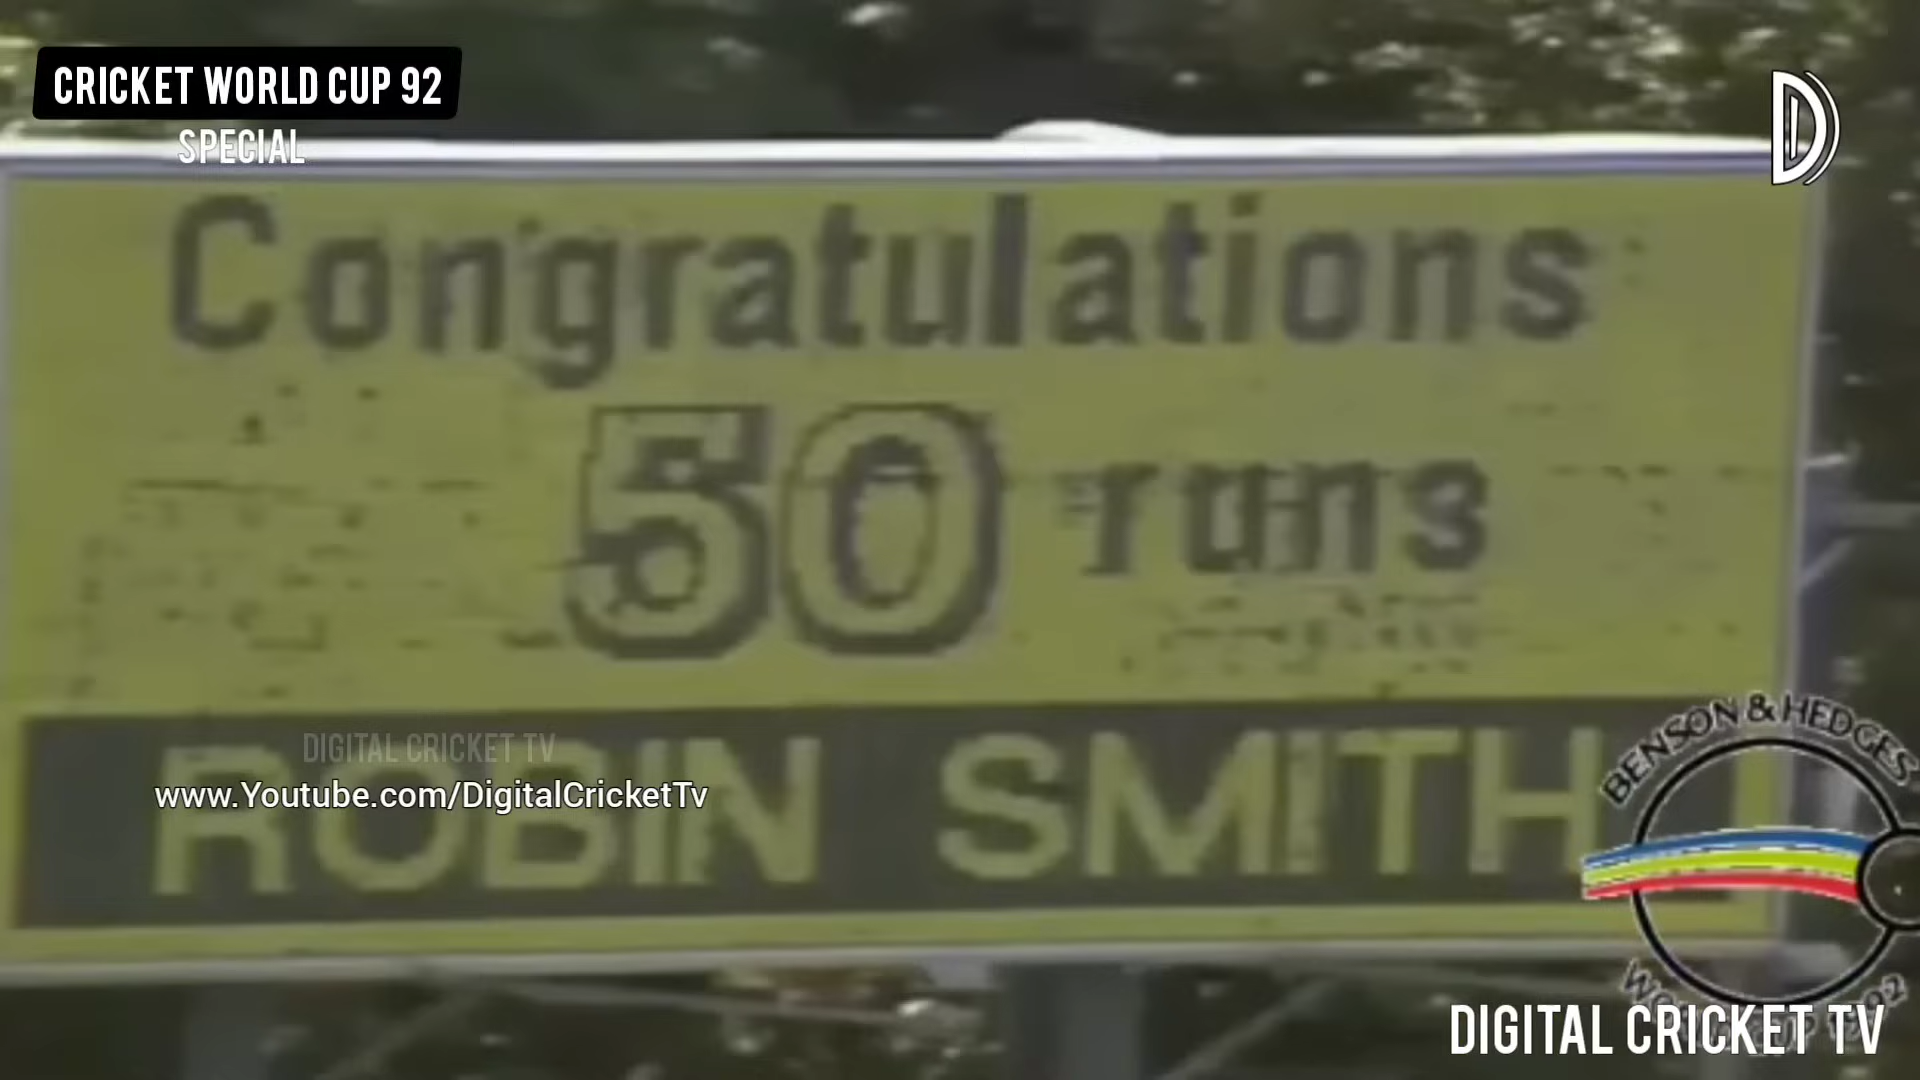 CRICKET WORLD CUP 92
SPECIAL
D
Congratulations
50 runs
ROBIN SMITH
DIGITAL CRICKET TV
www.Youtube.com/DigitalCricketTv
BENSON & HEDGES
DIGITAL CRICKET TV